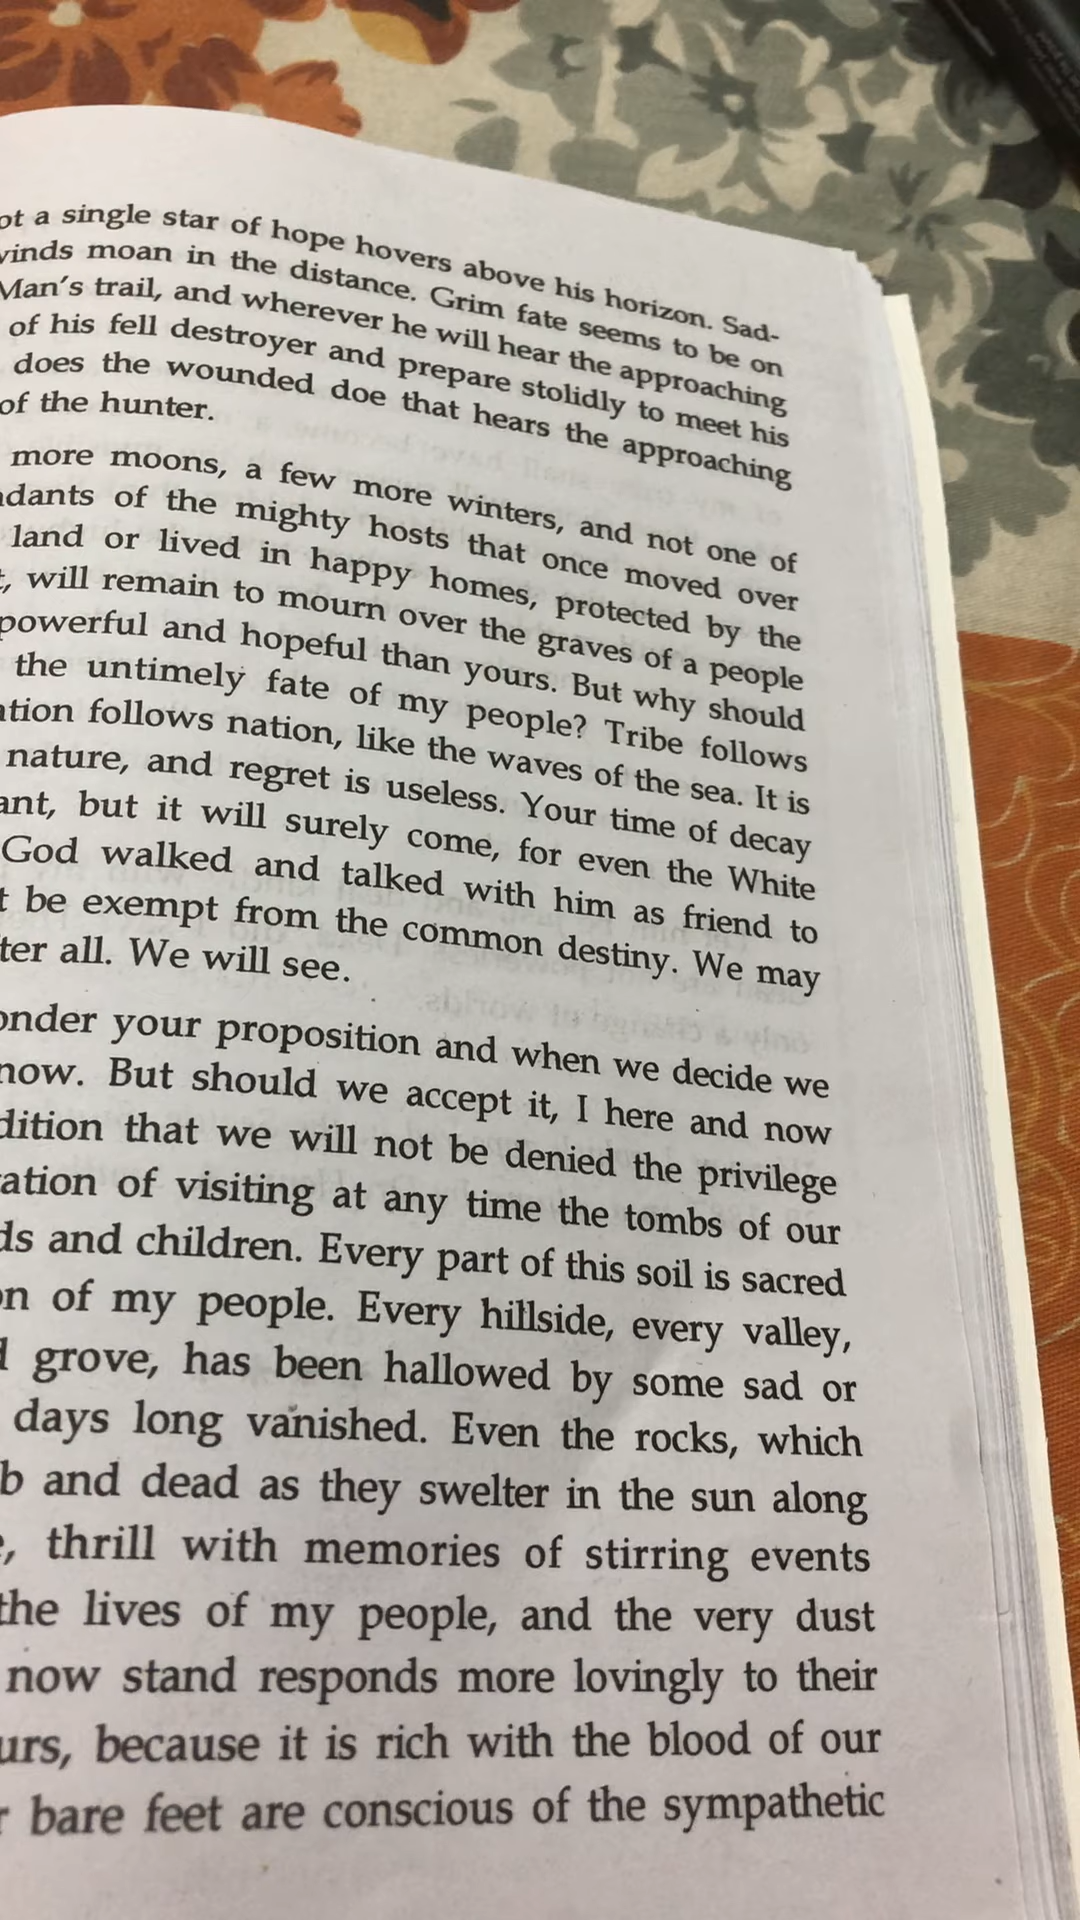 ot a single star of hope hovers above his horizon. Sad-
vinds moan in the distance. Grim fate seems to be on
Man's trail, and wherever he will hear the approaching
of his fell destroyer and prepare stolidly to meet his
does the wounded doe that hears the approaching
of the hunter.
more moons, a few more winters, and not one of
dants of the mighty hosts that once moved over
land or lived in happy homes, protected by the
t, will remain to mourn over the graves of a people
powerful and hopeful than yours. But why should
the untimely fate of my people? Tribe follows
ation follows nation, like the waves of the sea. It is
nature, and regret is useless. Your time of decay
ant, but it will surely come, for even the White
God walked and talked with him as friend to
t be exempt from the common destiny. We may
ter all. We will see.
onder your proposition and when we decide we
now. But should we accept it, I here and now
dition that we will not be denied the privilege
ation of visiting at any time the tombs of our
ds and children. Every part of this soil is sacred
on of my people. Every hillside, every valley,
d grove, has been hallowed by some sad or
days long vanished. Even the rocks, which
b and dead as they swelter in the sun along
e, thrill with memories of stirring events
the lives of my people, and the very dust
now stand responds more lovingly to their
urs, because it is rich with the blood of our
r bare feet are conscious of the sympathetic